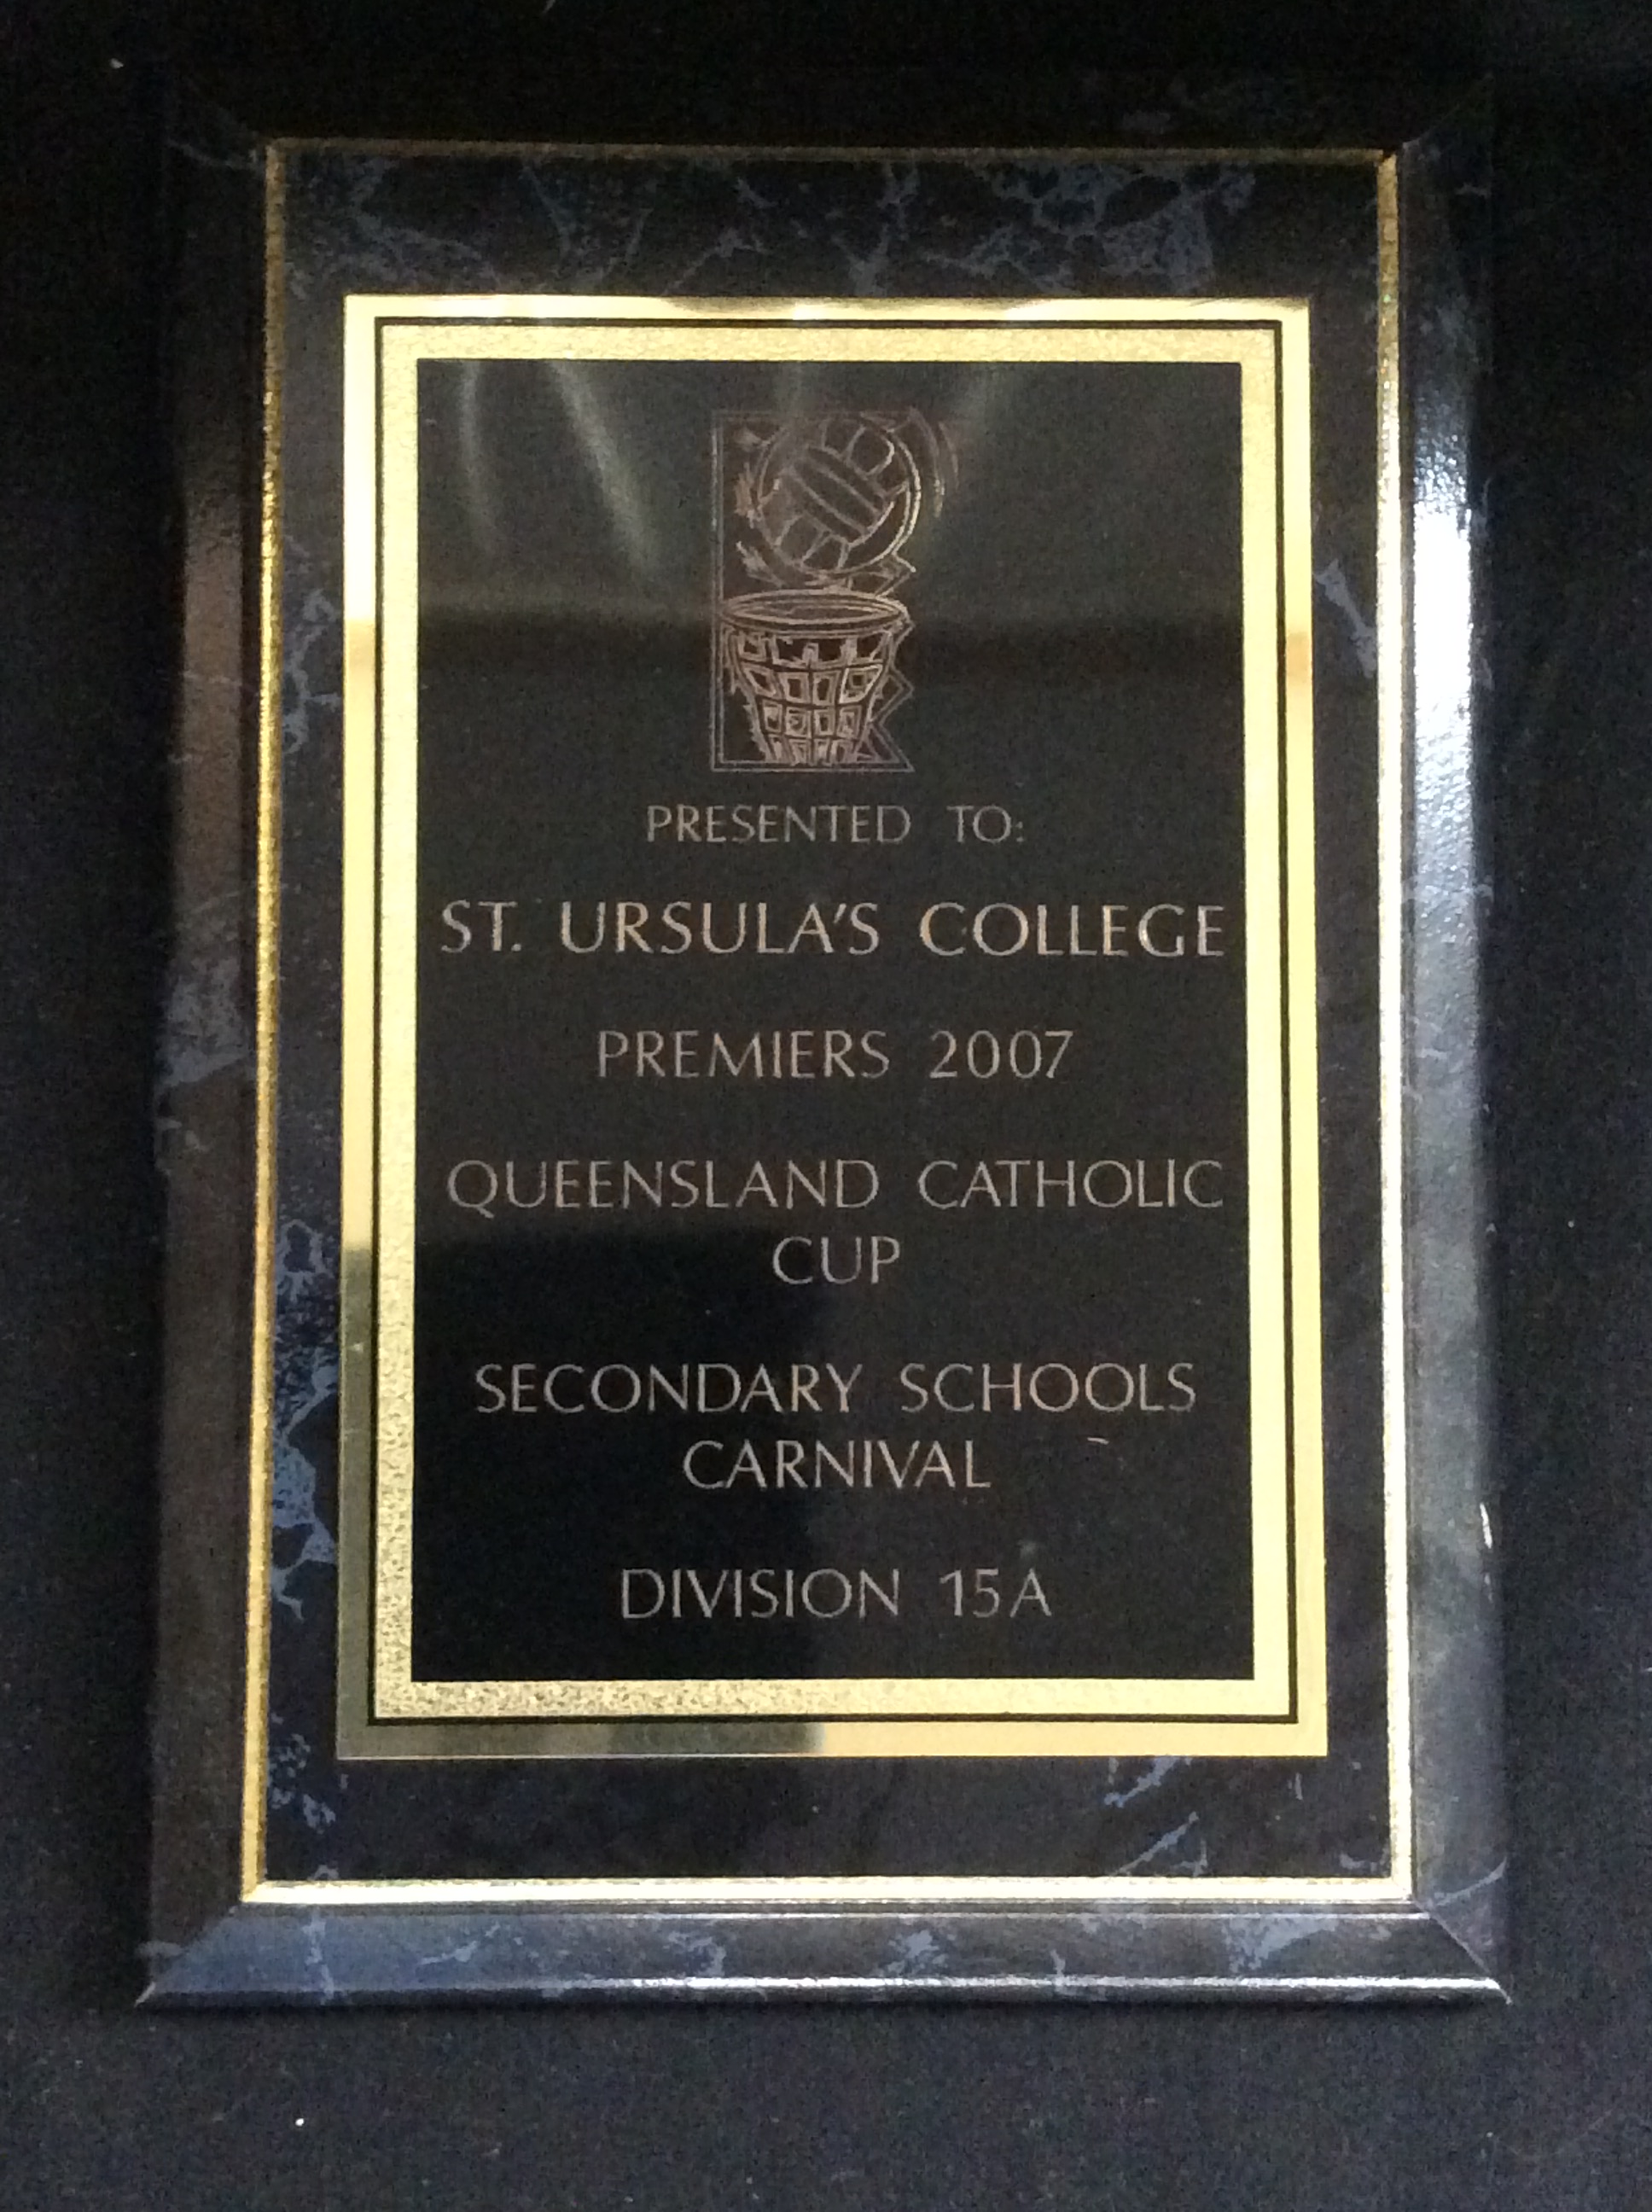 PRESENTED TO:
ST. URSULA'S COLLEGE
PREMIERS 2007
QUEENSLAND CATHOLIC
CUP
SECONDARY SCHOOLS
CARNIVAL
DIVISION 15A